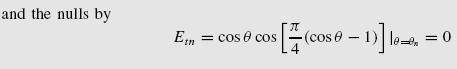 and the nulls by
E_{tn} = cos θ cos [π/4 (cos θ − 1)] |_{θ=θ_n} = 0